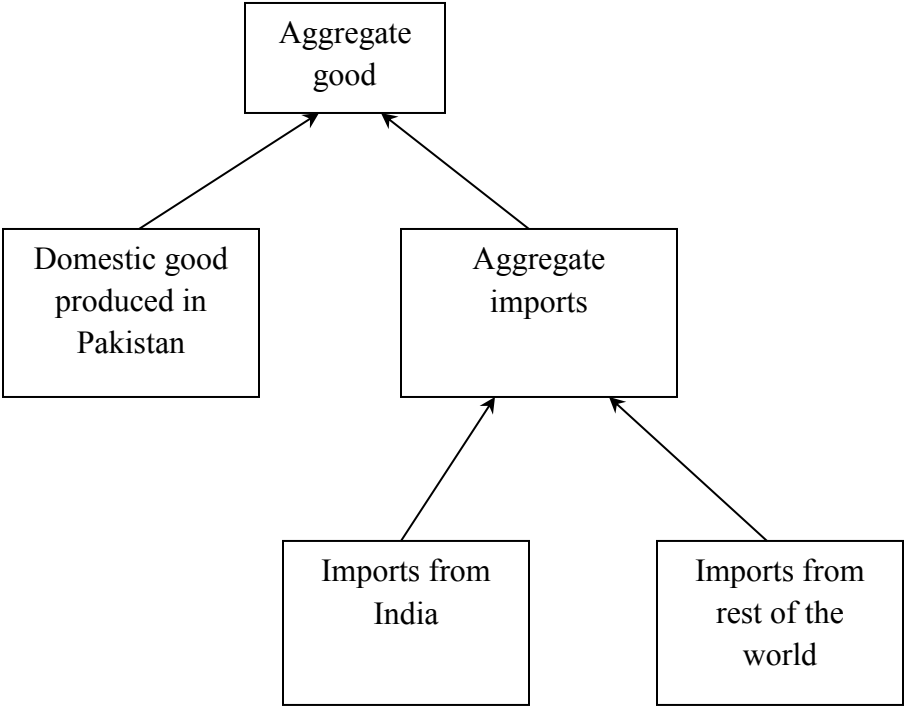 Aggregate
good
Domestic good
produced in
Pakistan
Aggregate
imports
Imports from
India
Imports from
rest of the
world